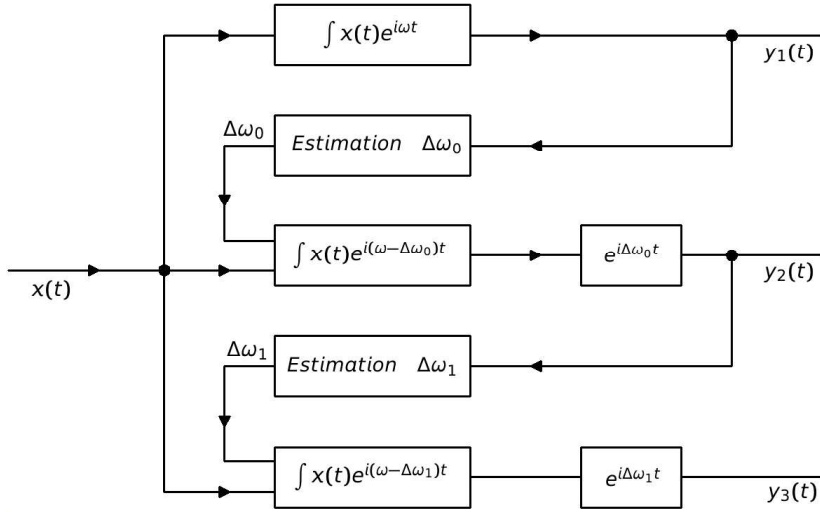 ∫ x(t)e^{iωt}
y₁(t)
Δω₀
Estimation Δω₀
∫ x(t)e^{i(ω−Δω₀)t}
e^{iΔω₀t}
x(t)
y₂(t)
Δω₁
Estimation Δω₁
∫ x(t)e^{i(ω−Δω₁)t}
e^{iΔω₁t}
y₃(t)